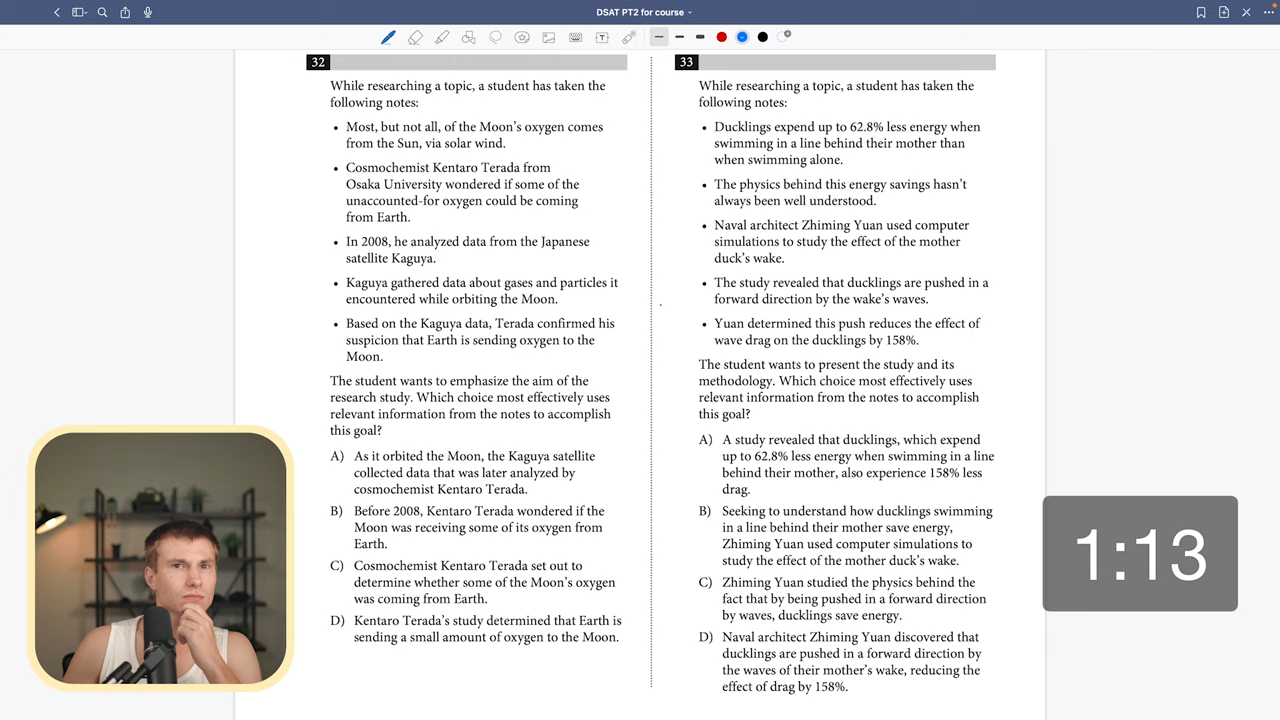 DSAT PT2 for course
32
While researching a topic, a student has taken the
following notes:
• Most, but not all, of the Moon's oxygen comes
from the Sun, via solar wind.
• Cosmochemist Kentaro Terada from
Osaka University wondered if some of the
unaccounted-for oxygen could be coming
from Earth.
• In 2008, he analyzed data from the Japanese
satellite Kaguya.
• Kaguya gathered data about gases and particles it
encountered while orbiting the Moon.
• Based on the Kaguya data, Terada confirmed his
suspicion that Earth is sending oxygen to the
Moon.
The student wants to emphasize the aim of the
research study. Which choice most effectively uses
relevant information from the notes to accomplish
this goal?
A) As it orbited the Moon, the Kaguya satellite
collected data that was later analyzed by
cosmochemist Kentaro Terada.
B) Before 2008, Kentaro Terada wondered if the
Moon was receiving some of its oxygen from
Earth.
C) Cosmochemist Kentaro Terada set out to
determine whether some of the Moon's oxygen
was coming from Earth.
D) Kentaro Terada's study determined that Earth is
sending a small amount of oxygen to the Moon.
33
While researching a topic, a student has taken the
following notes:
• Ducklings expend up to 62.8% less energy when
swimming in a line behind their mother than
when swimming alone.
• The physics behind this energy savings hasn't
always been well understood.
• Naval architect Zhiming Yuan used computer
simulations to study the effect of the mother
duck's wake.
• The study revealed that ducklings are pushed in a
forward direction by the wake's waves.
• Yuan determined this push reduces the effect of
wave drag on the ducklings by 158%.
The student wants to present the study and its
methodology. Which choice most effectively uses
relevant information from the notes to accomplish
this goal?
A) A study revealed that ducklings, which expend
up to 62.8% less energy when swimming in a line
behind their mother, also experience 158% less
drag.
B) Seeking to understand how ducklings swimming
in a line behind their mother save energy,
Zhiming Yuan used computer simulations to
study the effect of the mother duck's wake.
C) Zhiming Yuan studied the physics behind the
fact that by being pushed in a forward direction
by waves, ducklings save energy.
D) Naval architect Zhiming Yuan discovered that
ducklings are pushed in a forward direction by
the waves of their mother's wake, reducing the
effect of drag by 158%.
1:13